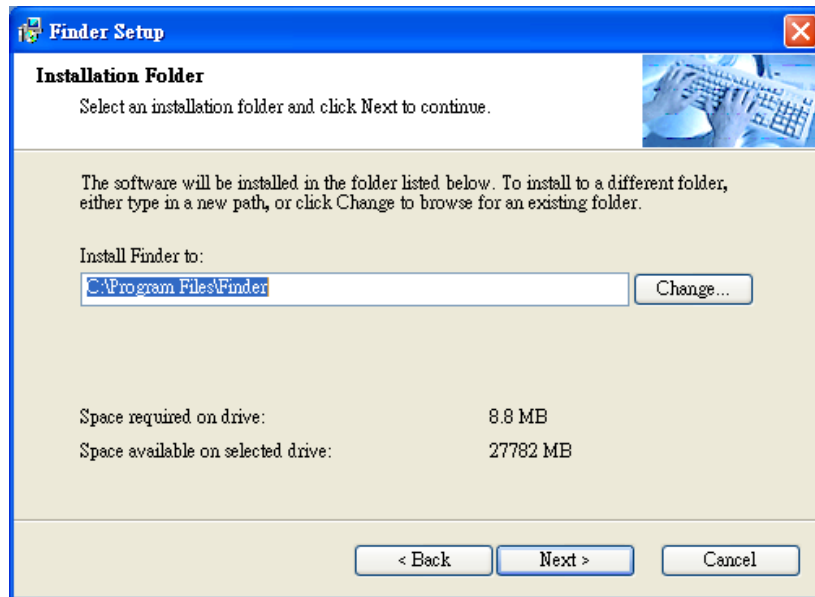 Finder Setup
Installation Folder
Select an installation folder and click Next to continue.
The software will be installed in the folder listed below. To install to a different folder,
either type in a new path, or click Change to browse for an existing folder.
Install Finder to:
C:\Program Files\Finder
Change...
Space required on drive: 8.8 MB
Space available on selected drive: 27782 MB
< Back Next > Cancel